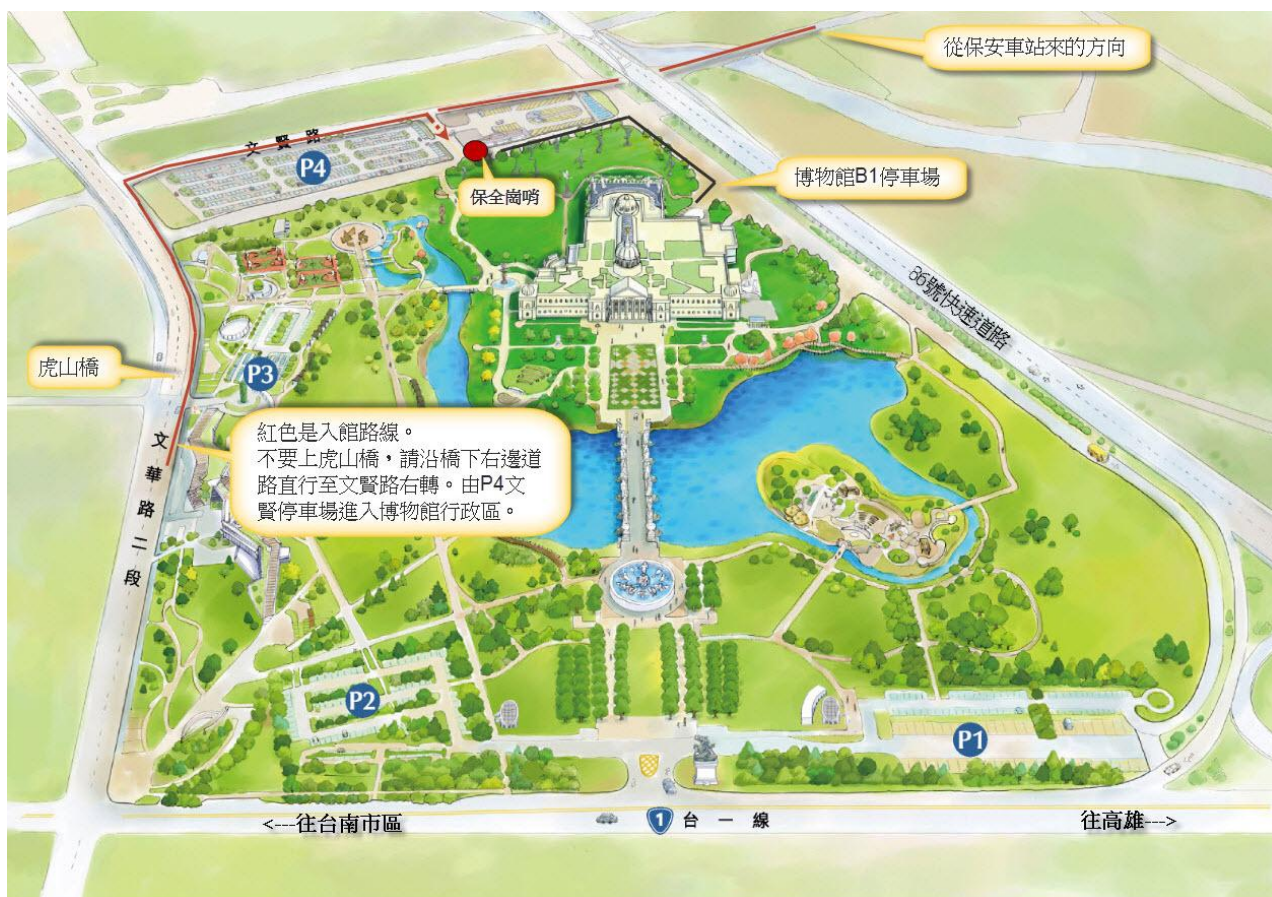 從保安車站來的方向
文賢路
P4
保全崗哨
博物館B1停車場
86號快速道路
虎山橋
P3
紅色是入館路線。
不要上虎山橋，請沿橋下右邊道
路直行至文賢路右轉。由P4文
賢停車場進入博物館行政區。
文華路二段
P2
P1
<---往台南市區
1 台一線
往高雄--->